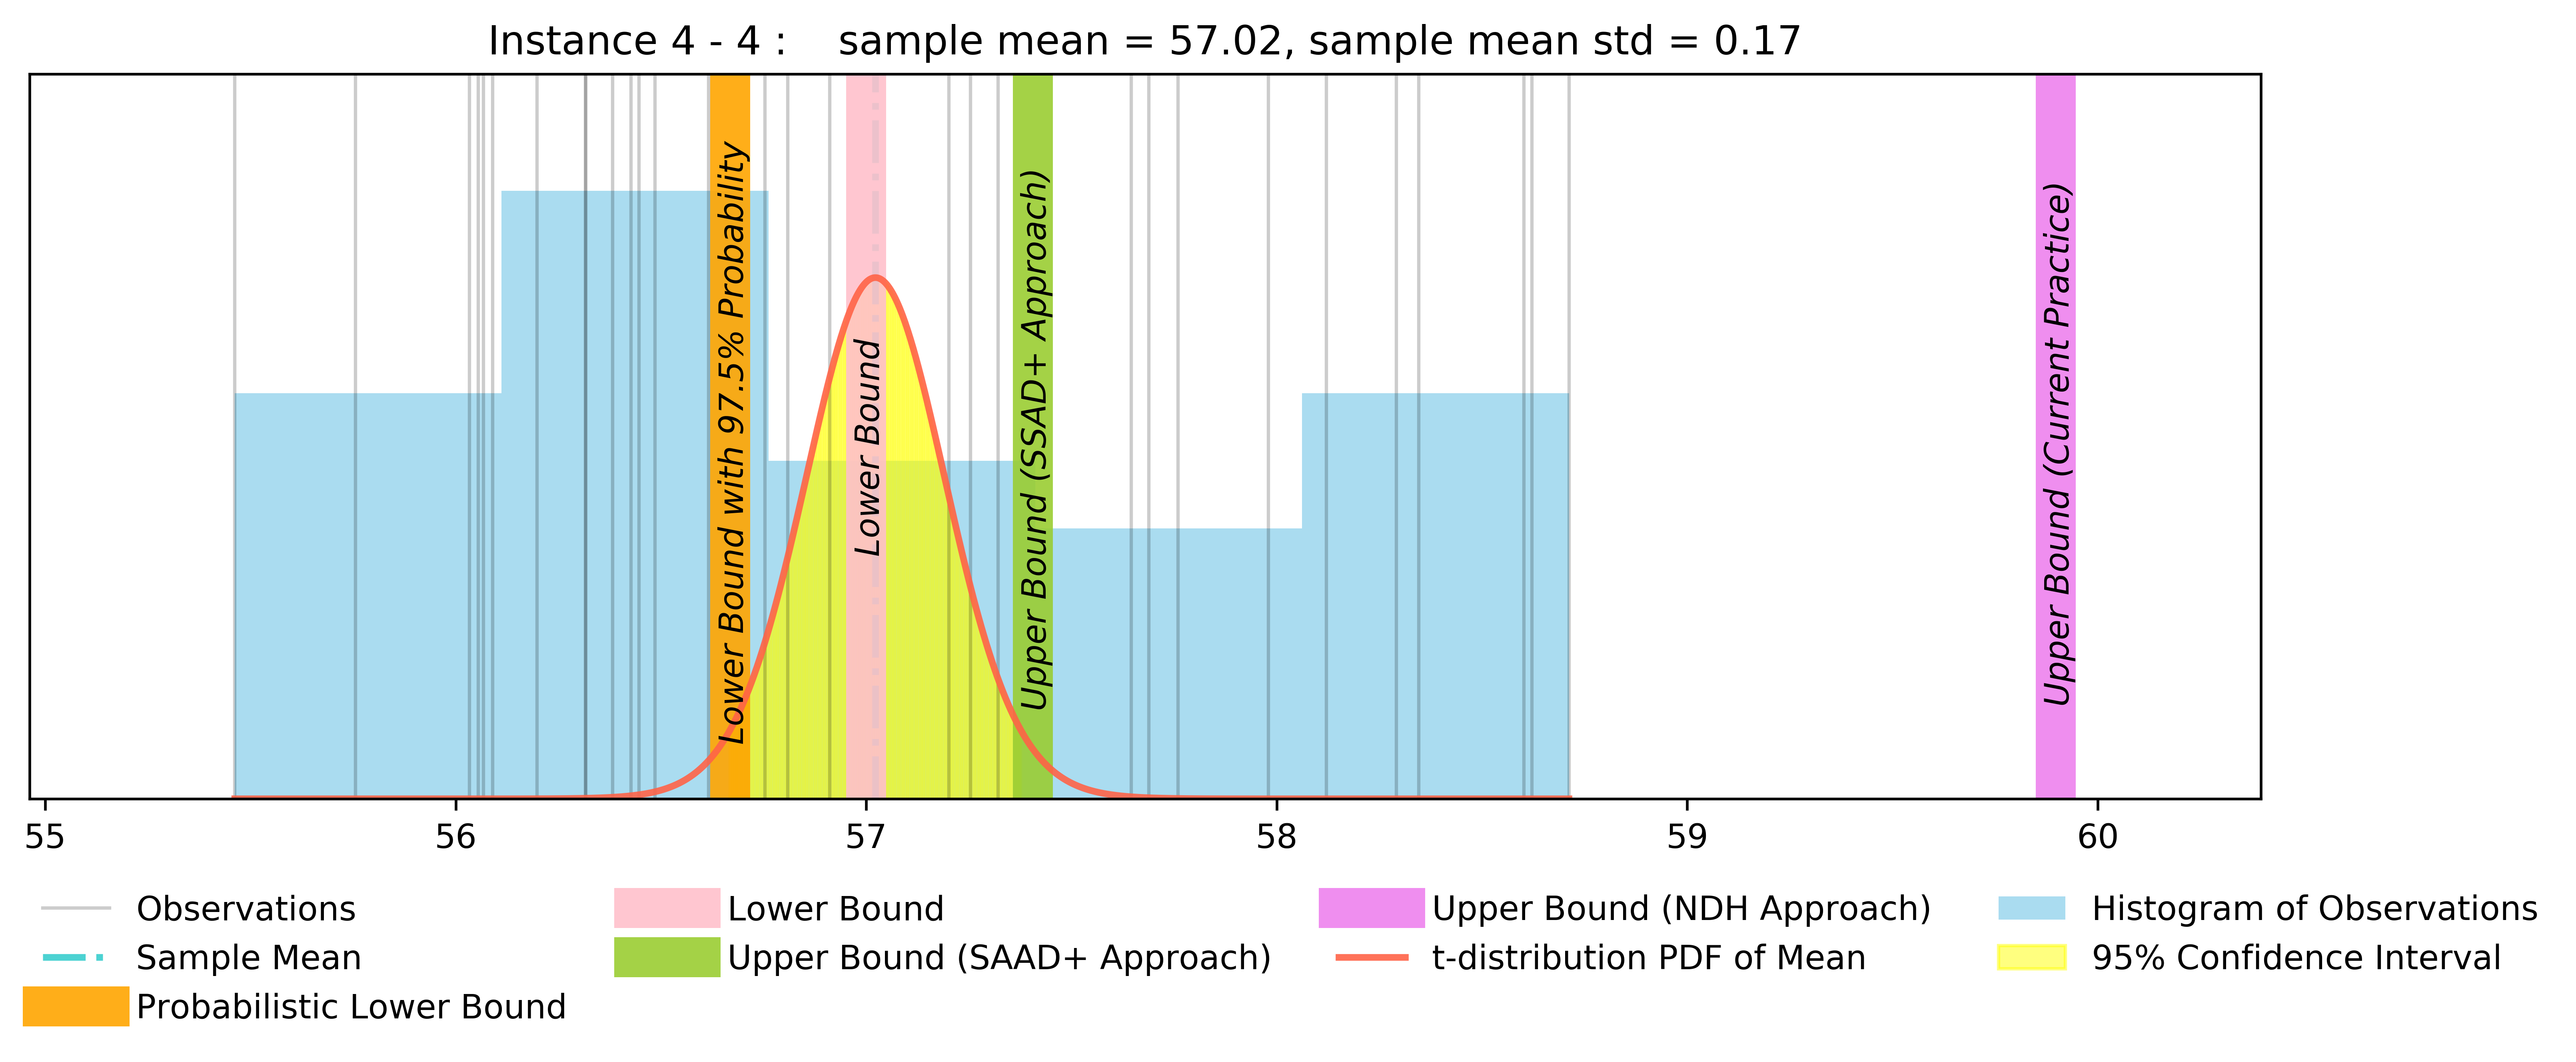 Instance 4 - 4 :    sample mean = 57.02, sample mean std = 0.17
Lower Bound with 97.5% Probability
Lower Bound
Upper Bound (SSAD+ Approach)
Upper Bound (Current Practice)
55 56 57 58 59 60
Observations
Sample Mean
Probabilistic Lower Bound
Lower Bound
Upper Bound (SAAD+ Approach)
Upper Bound (NDH Approach)
t-distribution PDF of Mean
Histogram of Observations
95% Confidence Interval